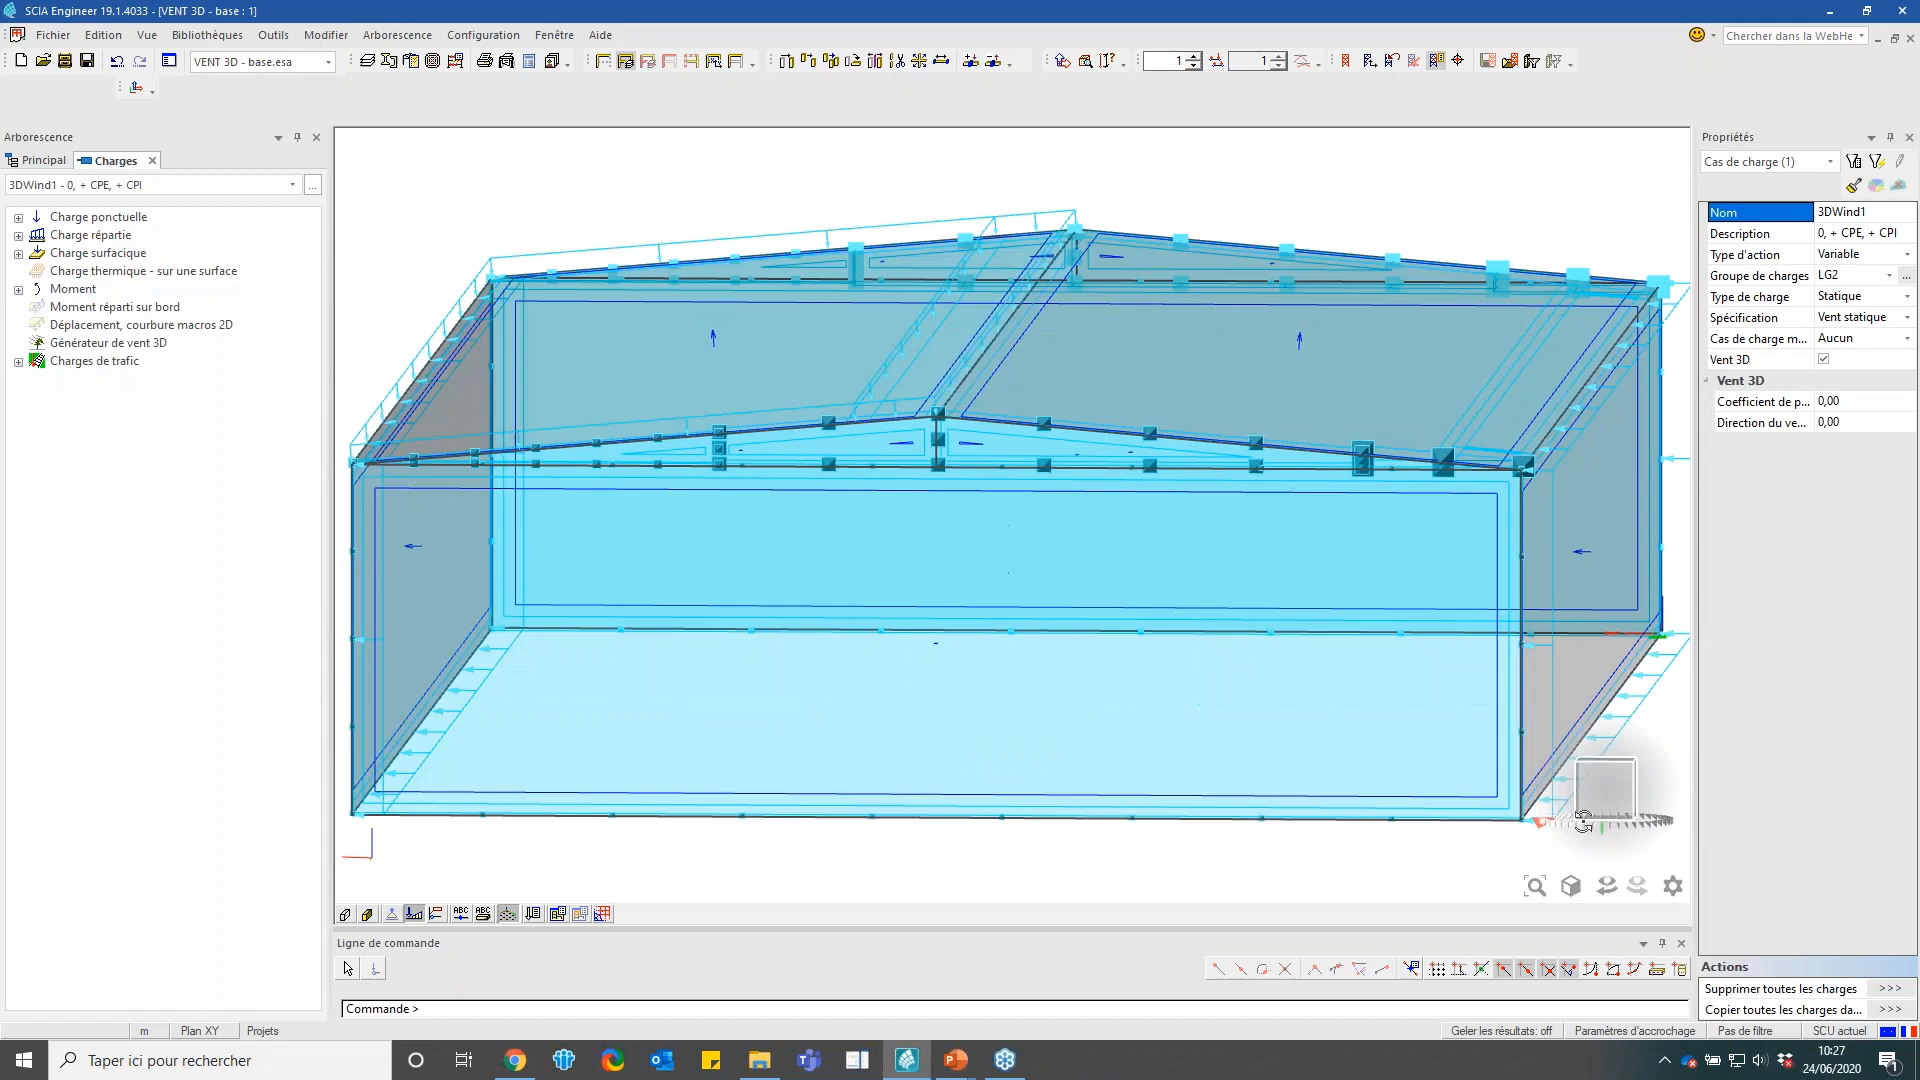 SCIA Engineer 19.1.4033 - [VENT 3D - base : 1]
Fichier Edition Vue Bibliothèques Outils Modifier Arborescence Configuration Fenêtre Aide
Chercher dans la WebHe
VENT 3D - base.esa
1
1
Arborescence
Principal Charges
3DWind1 - 0, + CPE, + CPI
...
Charge ponctuelle
Charge répartie
Charge surfacique
Charge thermique - sur une surface
Moment
Moment réparti sur bord
Déplacement, courbure macros 2D
Générateur de vent 3D
Charges de trafic
Propriétés
Cas de charge (1)
Nom 3DWind1
Description 0, + CPE, + CPI
Type d'action Variable
Groupe de charges LG2 ...
Type de charge Statique
Spécification Vent statique
Cas de charge m... Aucun
Vent 3D
Vent 3D
Coefficient de p... 0,00
Direction du ve... 0,00
ABC ABC
Ligne de commande
Commande >
Actions
Supprimer toutes les charges >>>
Copier toutes les charges da... >>>
m Plan XY Projets
Geler les résultats: off Paramètres d'accrochage Pas de filtre SCU actuel
Taper ici pour rechercher
10:27
24/06/2020
1